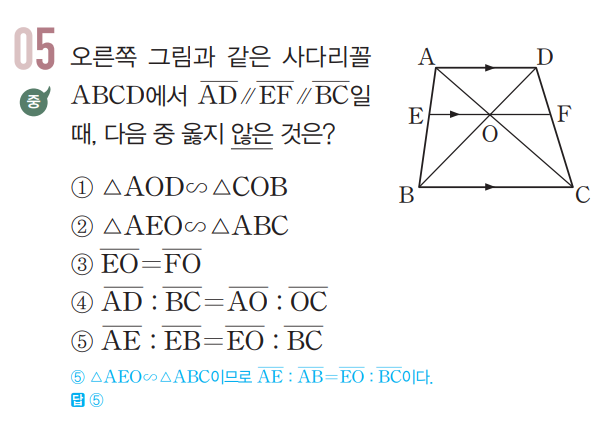 05
중
오른쪽 그림과 같은 사다리꼴
ABCD에서 AD∥EF∥BC일
때, 다음 중 옳지 않은 것은?
① △AOD∽△COB
② △AEO∽△ABC
③ EO=FO
④ AD : BC=AO : OC
⑤ AE : EB=EO : BC
⑤ △AEO∽△ABC이므로 AE : AB=EO : BC이다.
답 ⑤
A
D
E
F
O
B
C